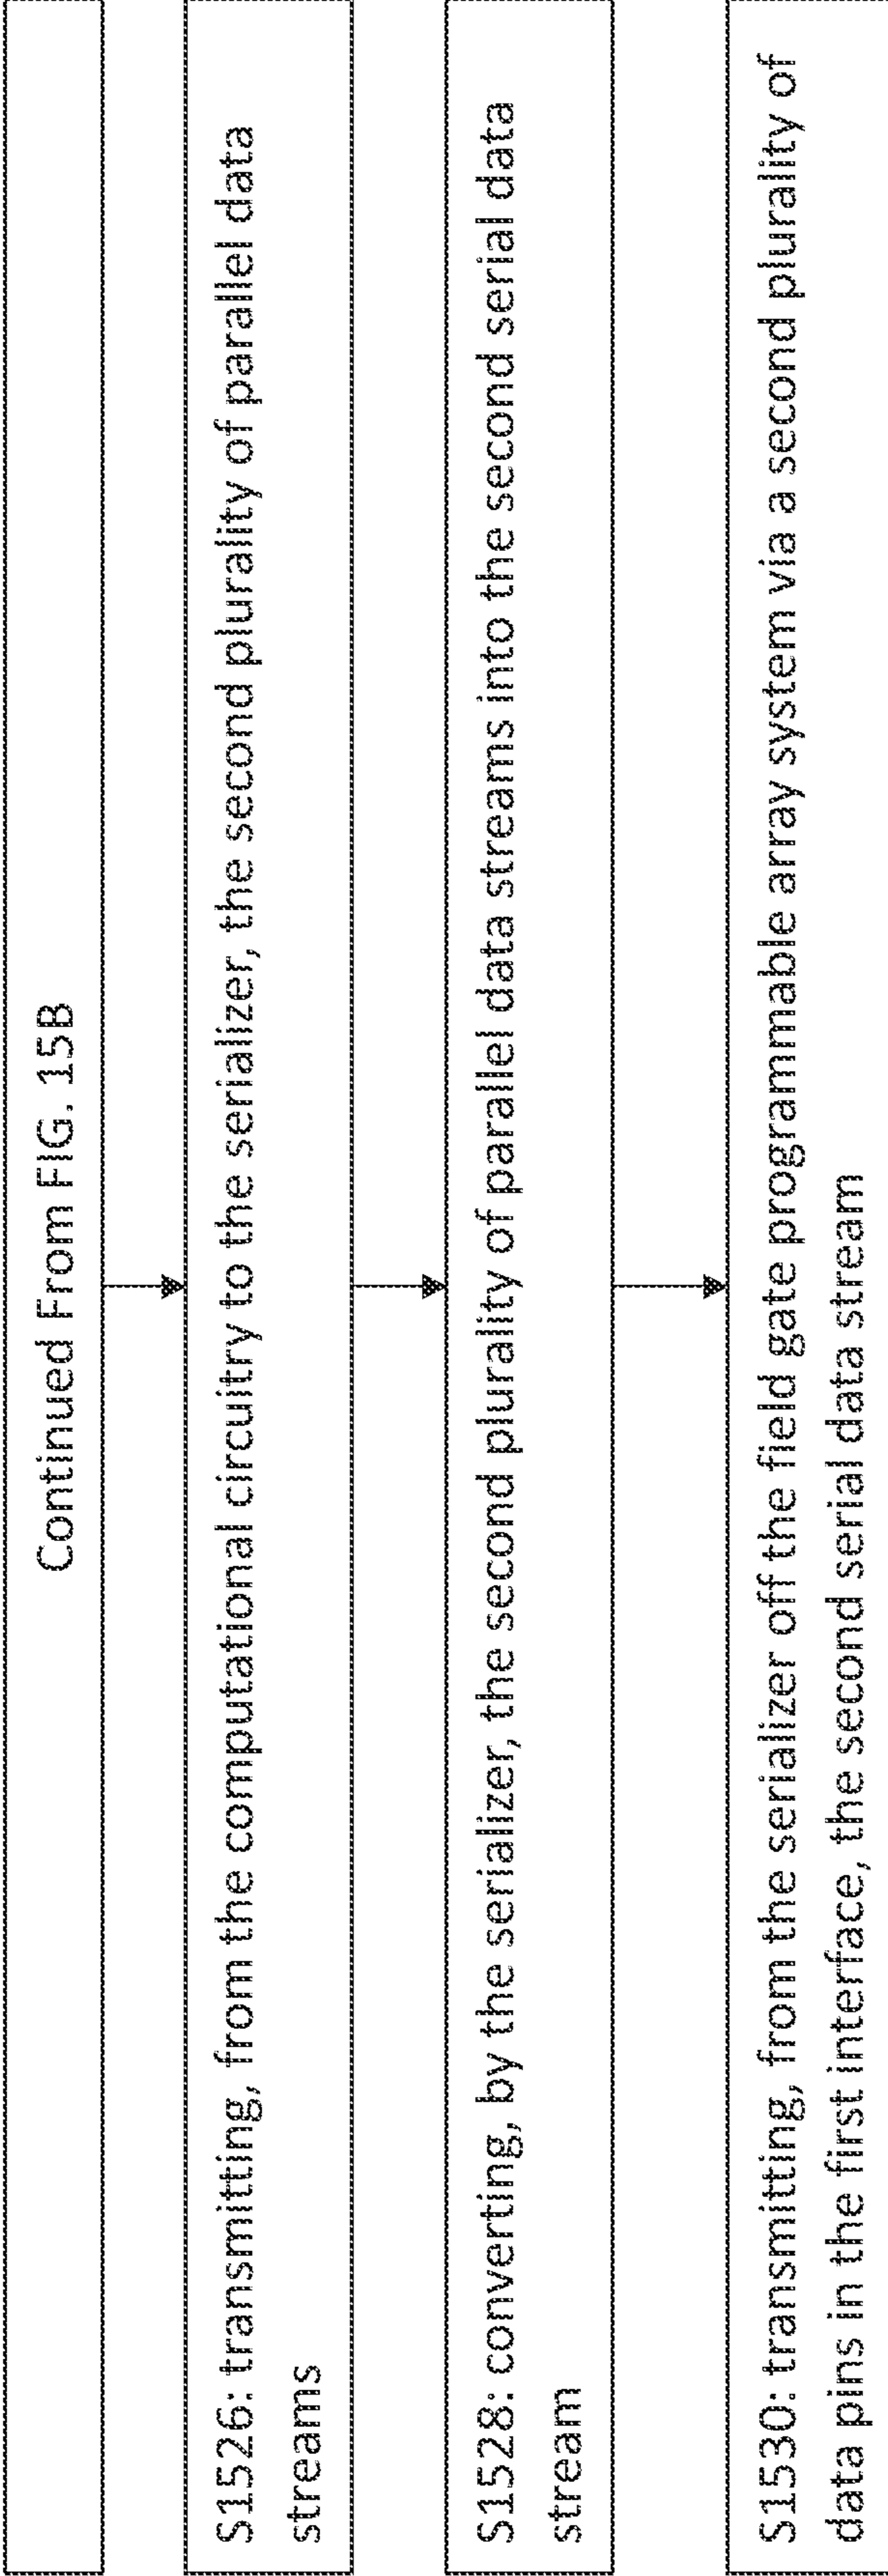 Continued From FIG. 15B
S1526: transmitting, from the computational circuitry to the serializer, the second plurality of parallel data
streams
S1528: converting, by the serializer, the second plurality of parallel data streams into the second serial data
stream
S1530: transmitting, from the serializer off the field gate programmable array system via a second plurality of
data pins in the first interface, the second serial data stream